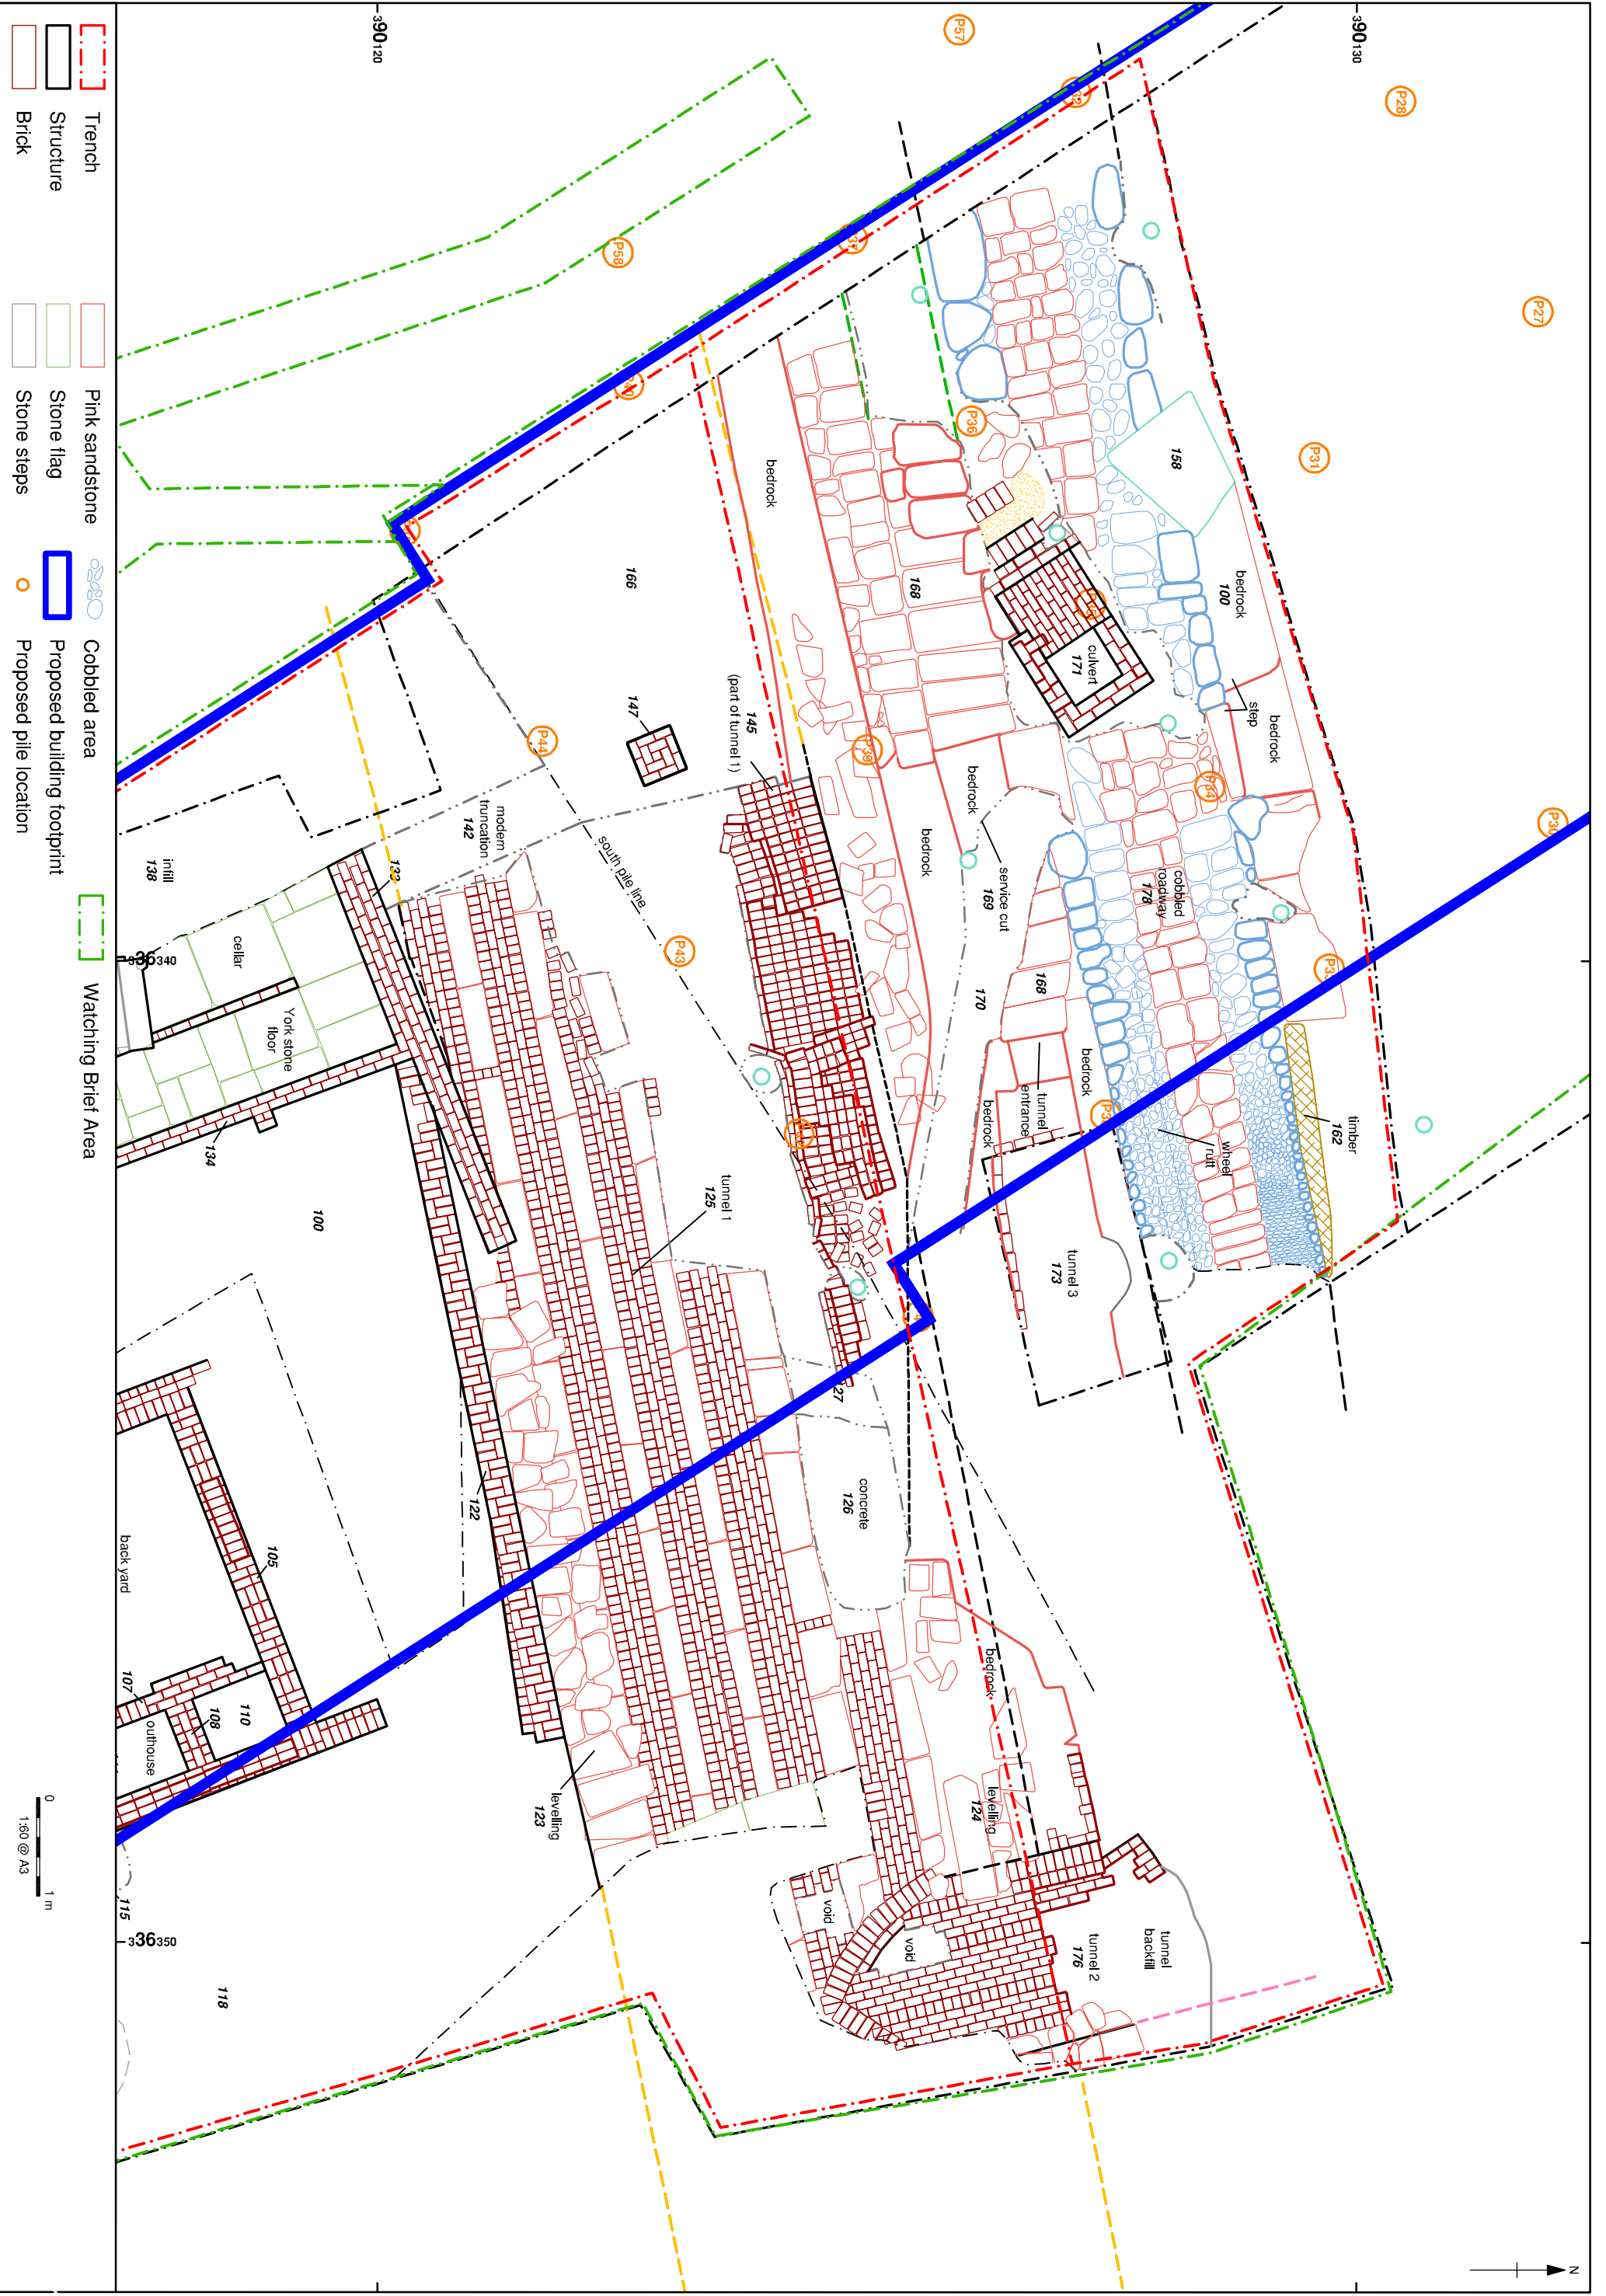 390130
390120
P57
P28
P32
P58
P37
P27
P40
P36
P31
158
bedrock
166
168
bedrock
100
culvert
171
step
bedrock
147
145
(part of tunnel 1)
P44
P39
P34
P30
bedrock
bedrock
service cut
169
modern
truncation
142
south pile line
infill
138
cobbled
roadway
178
P43
cellar
336340
York stone
floor
170
168
tunnel
entrance
bedrock
bedrock
timber
162
wheel
rutt
134
100
tunnel 1
125
tunnel 3
173
122
concrete
126
105
back yard
107
108
110
outhouse
bedrock
levelling
123
levelling
124
void
void
tunnel 2
176
tunnel
backfill
115
336350
118
N
Trench
Structure
Brick
Pink sandstone
Stone flag
Stone steps
Cobbled area
Proposed building footprint
Proposed pile location
Watching Brief Area
0
1 m
1:60 @ A3